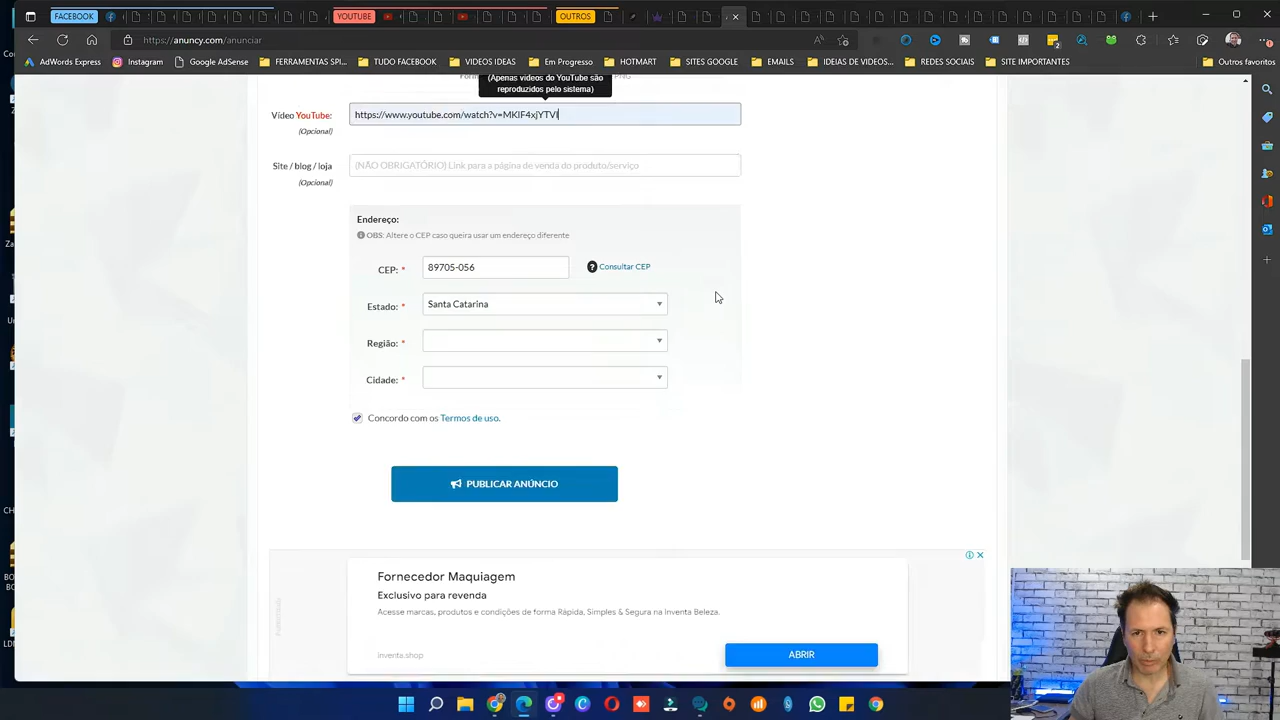 FACEBOOK
YOUTUBE
OUTROS
https://anuncy.com/anunciar
AdWords Express
Instagram
Google AdSense
FERRAMENTAS SPI...
TUDO FACEBOOK
VIDEOS IDEAS
Em Progresso
HOTMART
SITES GOOGLE
EMAILS
IDEAS DE VIDEOS...
REDES SOCAIS
SITE IMPORTANTES
Outros favoritos
(Apenas vídeos do YouTube são
reproduzidos pelo sistema)
PNG
Vídeo YouTube:
https://www.youtube.com/watch?v=MKlF4xjYTVI
(Opcional)
Site / blog / loja
(NÃO OBRIGATÓRIO) Link para a página de venda do produto/serviço
(Opcional)
Endereço:
OBS: Altere o CEP caso queira usar um endereço diferente
CEP: *
89705-056
Consultar CEP
Estado: *
Santa Catarina
Região: *
Cidade: *
Concordo com os Termos de uso.
PUBLICAR ANÚNCIO
Fornecedor Maquiagem
Exclusivo para revenda
Acesse marcas, produtos e condições de forma Rápida, Simples & Segura na Inventa Beleza.
inventa.shop
ABRIR